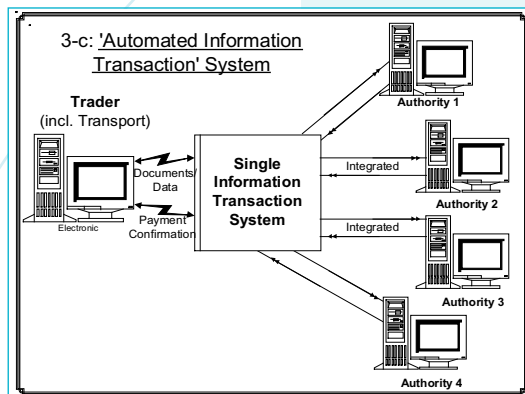 3-c: 'Automated Information
Transaction' System
Trader
(incl. Transport)
Electronic
Documents/
Data
Payment
Confirmation
Single
Information
Transaction
System
Integrated
Integrated
Authority 1
Authority 2
Authority 3
Authority 4